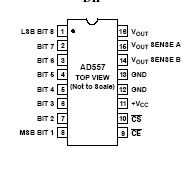 DIP
LSB BIT 8 1 16 VOUT
BIT 7 2 15 VOUT SENSE A
BIT 6 3 14 VOUT SENSE B
BIT 5 4 13 GND
BIT 4 5 12 GND
BIT 3 6 11 +VCC
BIT 2 7 10 CS
MSB BIT 1 8 9 CE
AD557
TOP VIEW
(Not to Scale)